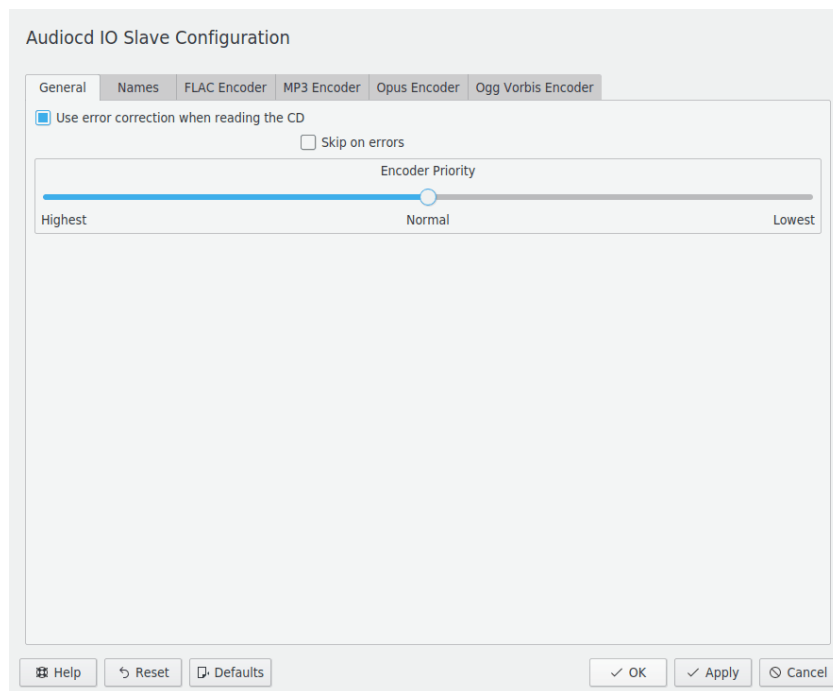 Audiocd IO Slave Configuration
General Names FLAC Encoder MP3 Encoder Opus Encoder Ogg Vorbis Encoder
Use error correction when reading the CD
Skip on errors
Encoder Priority
Highest Normal Lowest
Help Reset Defaults OK Apply Cancel